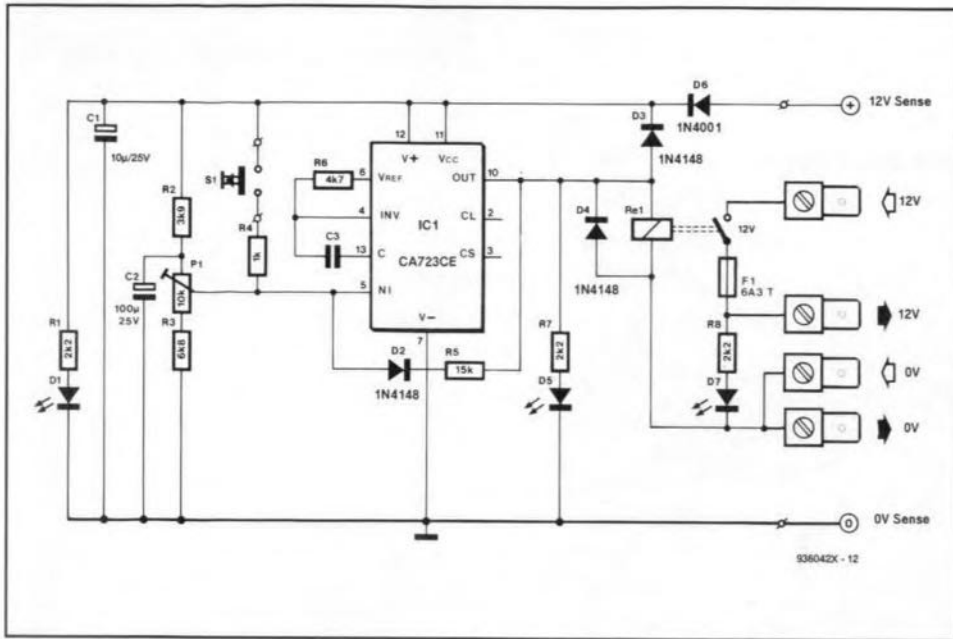 D6
12V Sense
1N4001
D3
1N4148
C1
10µ/25V
12
11
V+
VCC
R6
4k7
6
VREF
OUT
10
R2
3k9
S1
4
INV
IC1
CL
2
D4
Re1
12V
12V
C3
13
C
CA723CE
CS
3
R4
1k
P1
10k
5
NI
V−
7
1N4148
F1
6A3 T
12V
C2
100µ
25V
R3
6k8
R1
2k2
D1
D2
1N4148
R5
15k
R7
2k2
D5
R8
2k2
D7
0V
0V
0
0V Sense
936042X - 12